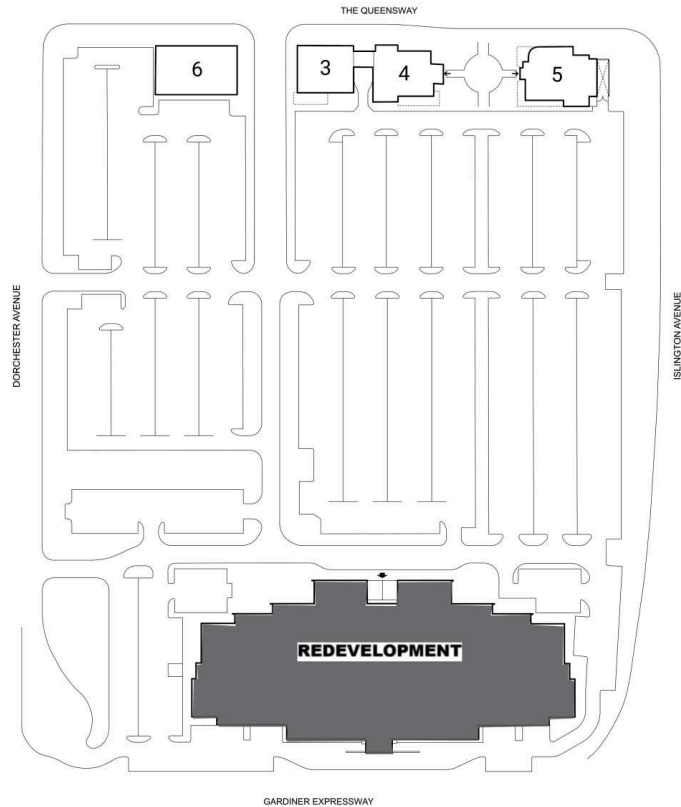 THE QUEENSWAY
6
3
4
5
DORCHESTER AVENUE
ISLINGTON AVENUE
REDEVELOPMENT
GARDINER EXPRESSWAY